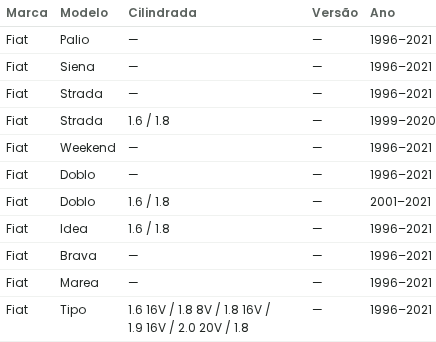 Marca Modelo Cilindrada Versão Ano
Fiat Palio — — 1996–2021
Fiat Siena — — 1996–2021
Fiat Strada — — 1996–2021
Fiat Strada 1.6 / 1.8 — 1999–2020
Fiat Weekend — — 1996–2021
Fiat Doblo — — 1996–2021
Fiat Doblo 1.6 / 1.8 — 2001–2021
Fiat Idea 1.6 / 1.8 — 1996–2021
Fiat Brava — — 1996–2021
Fiat Marea — — 1996–2021
Fiat Tipo 1.6 16V / 1.8 8V / 1.8 16V / — 1996–2021
1.9 16V / 2.0 20V / 1.8